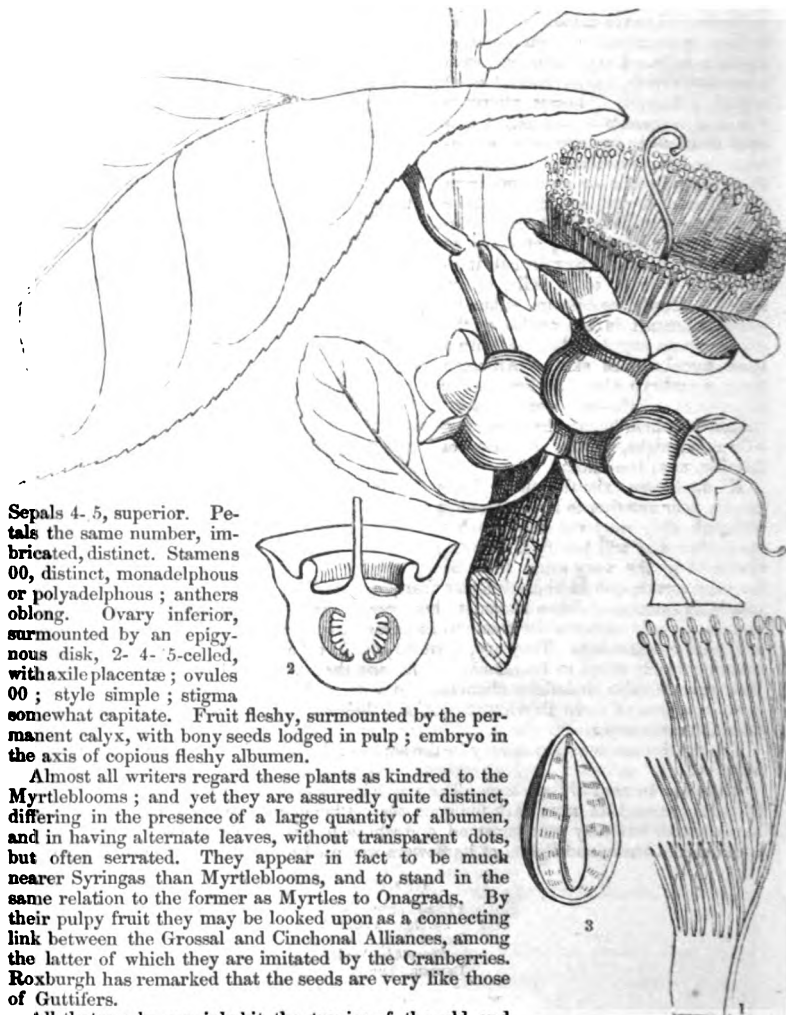 Sepals 4- 5, superior. Pe-
tals the same number, im-
bricated, distinct. Stamens
00, distinct, monadelphous
or polyadelphous ; anthers
oblong. Ovary inferior,
surmounted by an epigy-
nous disk, 2- 4- 5-celled,
with axile placentæ ; ovules
00 ; style simple ; stigma
somewhat capitate. Fruit fleshy, surmounted by the per-
manent calyx, with bony seeds lodged in pulp ; embryo in
the axis of copious fleshy albumen.
Almost all writers regard these plants as kindred to the
Myrtleblooms ; and yet they are assuredly quite distinct,
differing in the presence of a large quantity of albumen,
and in having alternate leaves, without transparent dots,
but often serrated. They appear in fact to be much
nearer Syringas than Myrtleblooms, and to stand in the
same relation to the former as Myrtles to Onagrads. By
their pulpy fruit they may be looked upon as a connecting
link between the Grossal and Cinchonal Alliances, among
the latter of which they are imitated by the Cranberries.
Roxburgh has remarked that the seeds are very like those
of Guttifers.
2
3
1